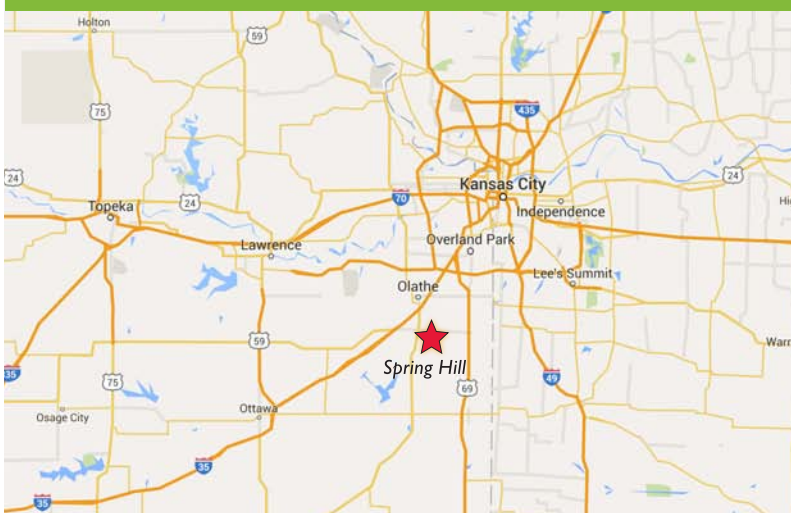 Holton
59
435
75
24
24
Kansas City
70
Topeka
24
Independence
Hi
Overland Park
Lawrence
Lee's Summit
Olathe
59
Warr
Spring Hill
35
75
69
49
Osage City
Ottawa
35
35